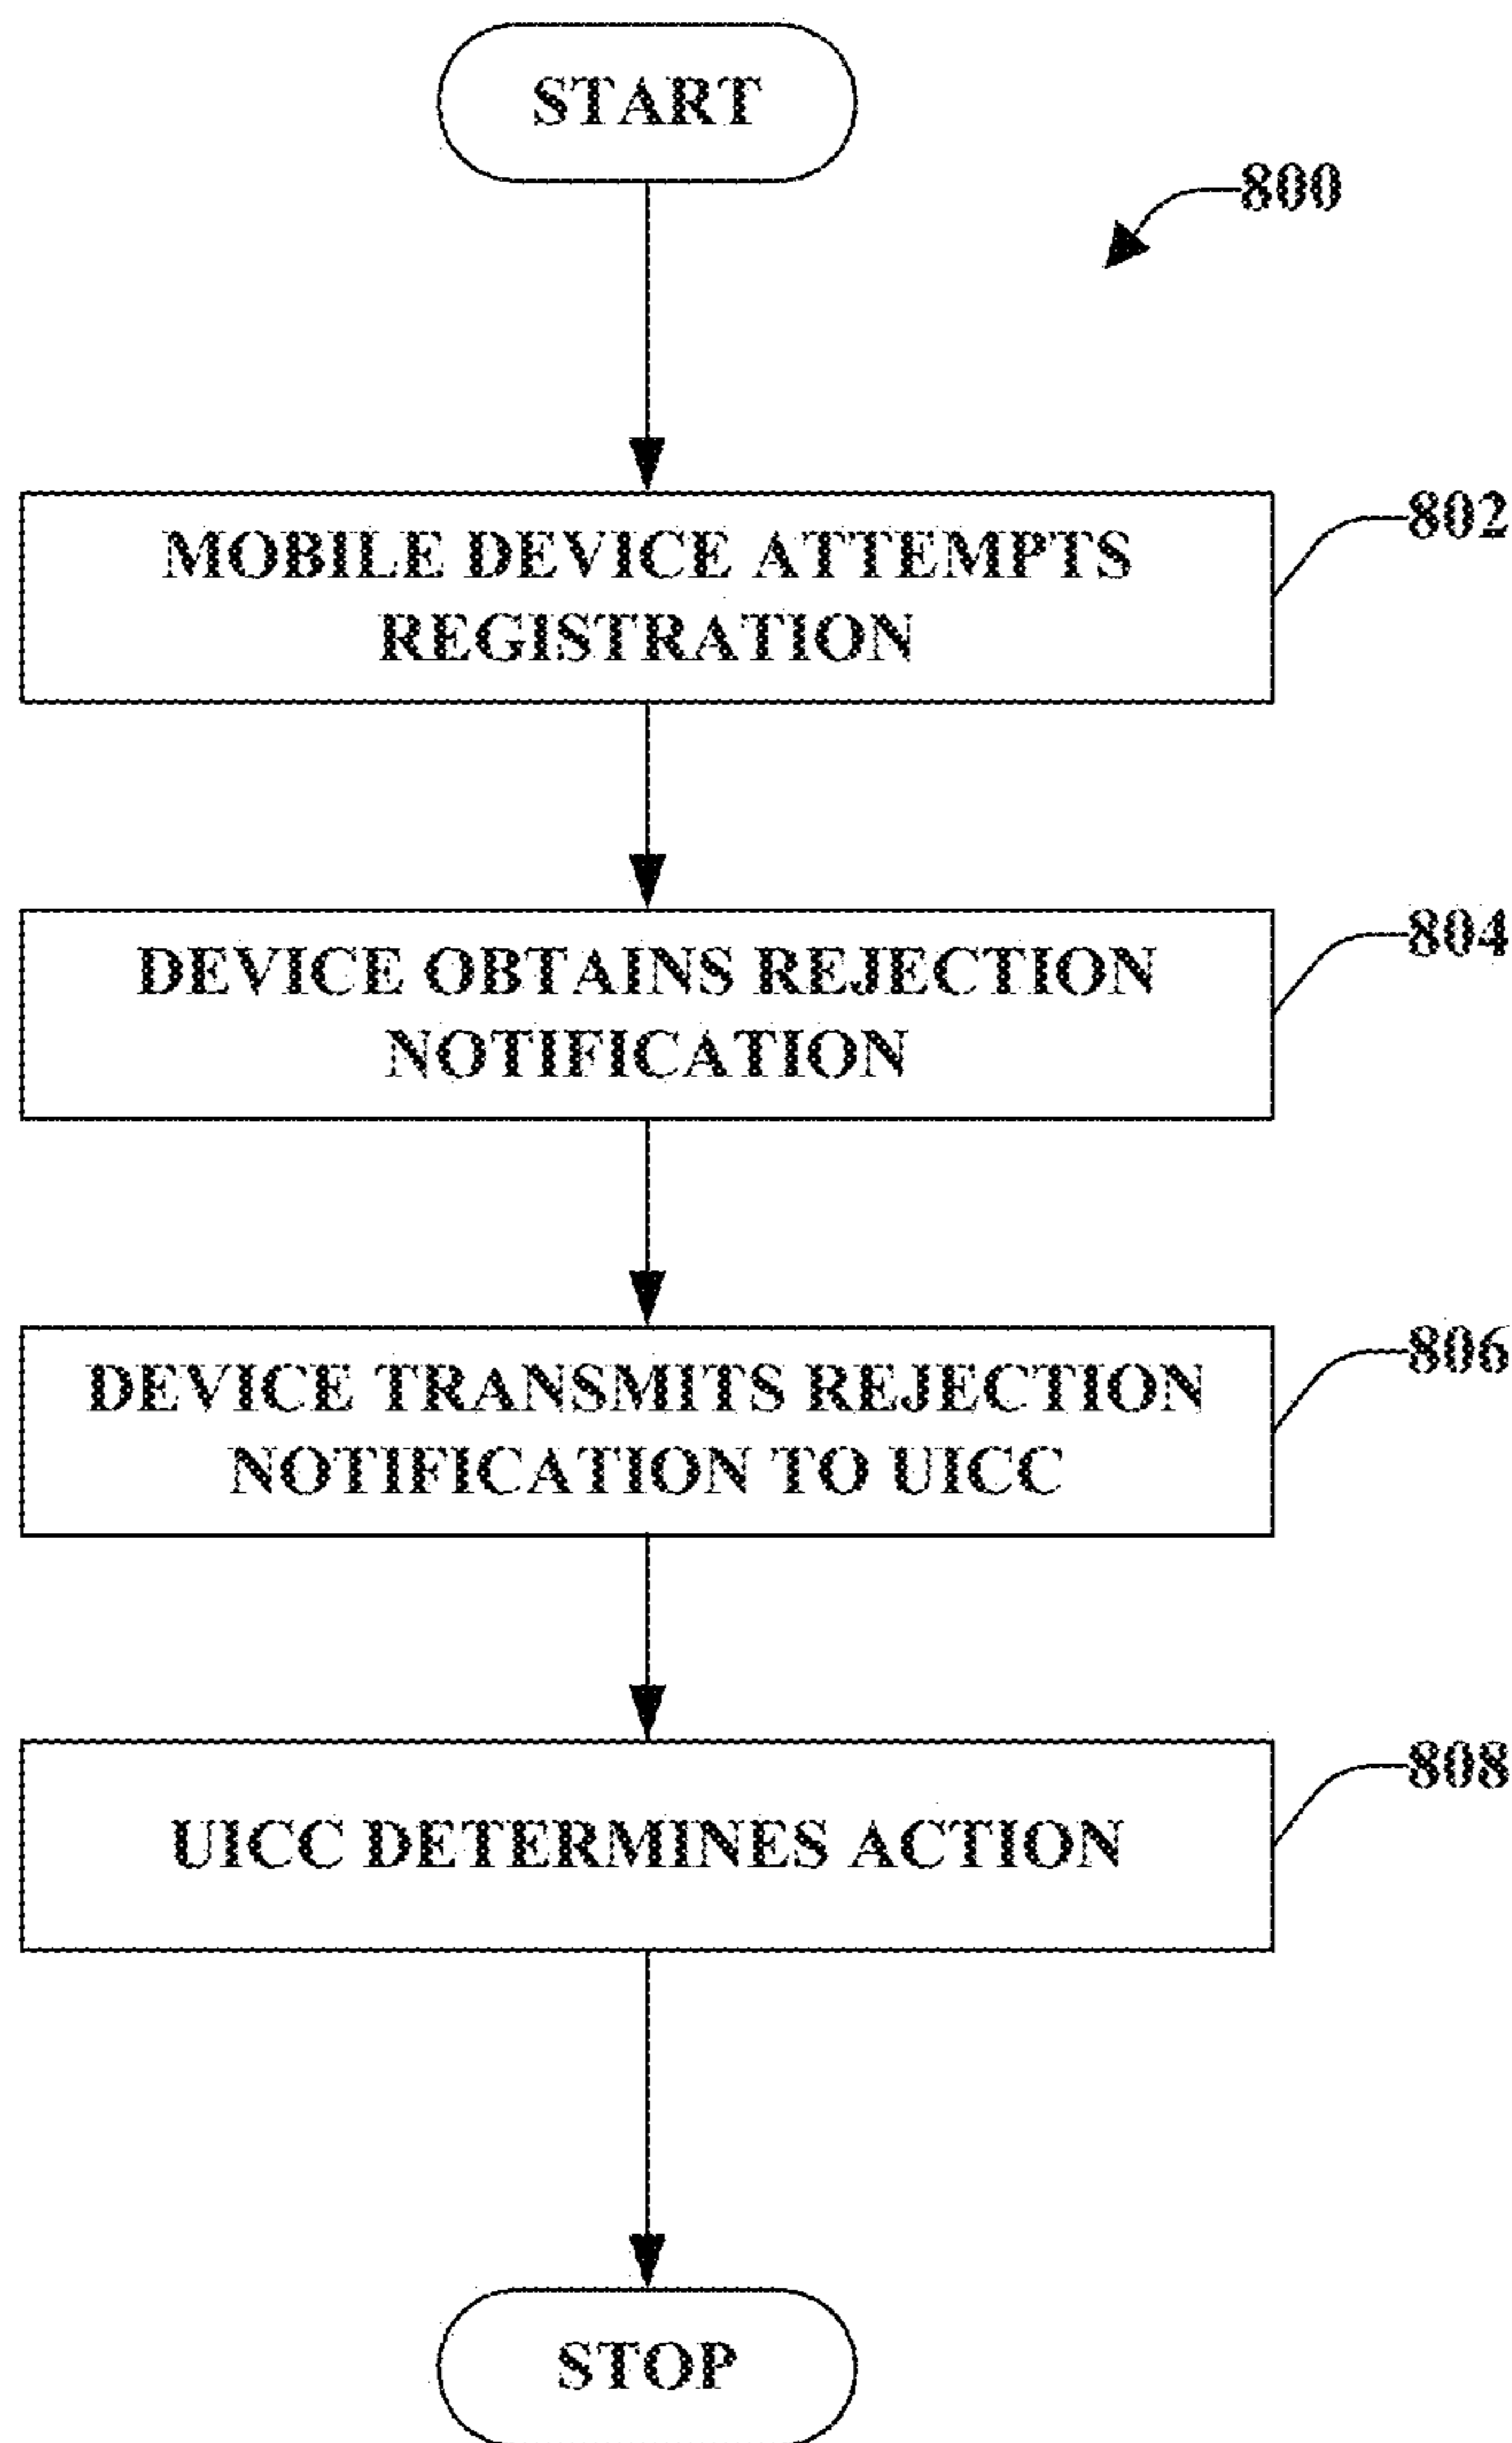 START
800
MOBILE DEVICE ATTEMPTS
REGISTRATION
802
DEVICE OBTAINS REJECTION
NOTIFICATION
804
DEVICE TRANSMITS REJECTION
NOTIFICATION TO UICC
806
UICC DETERMINES ACTION
808
STOP